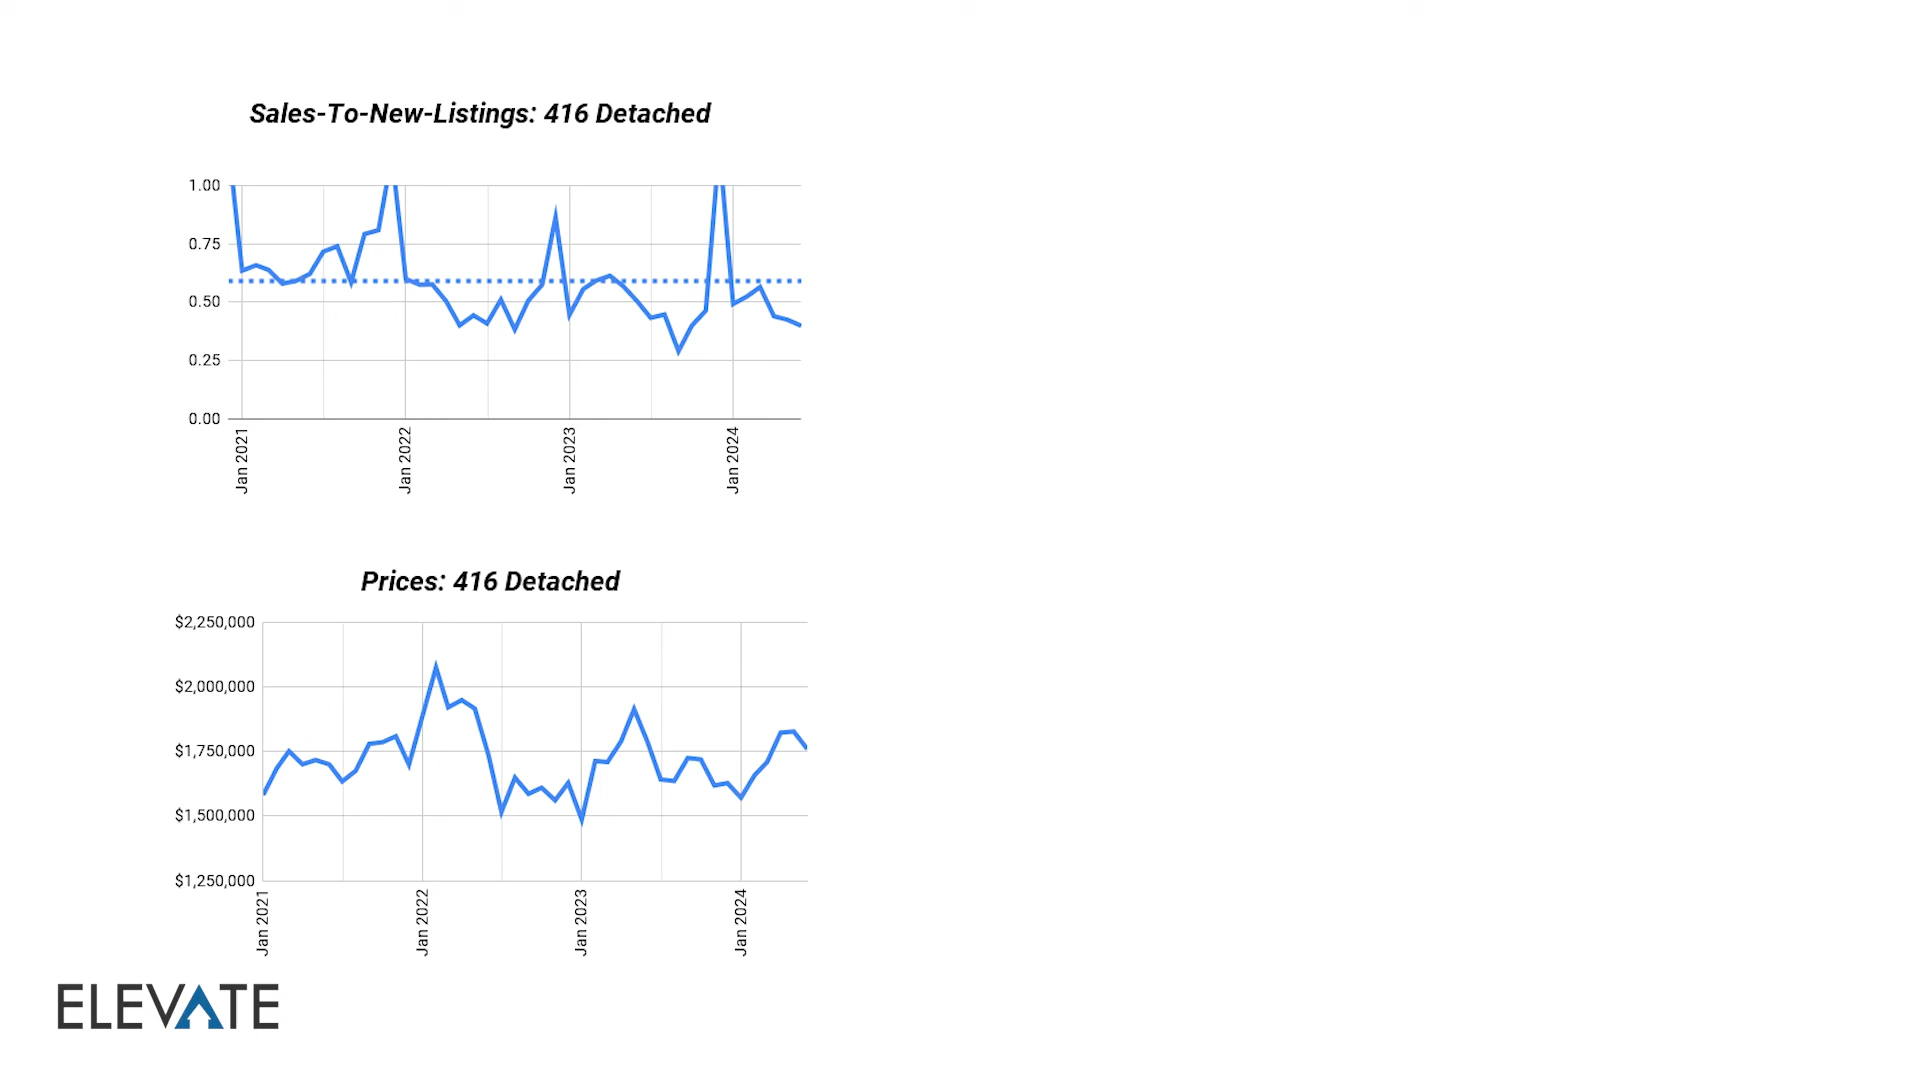 Sales-To-New-Listings: 416 Detached
1.00
0.75
0.50
0.25
0.00
Jan 2021
Jan 2022
Jan 2023
Jan 2024
Prices: 416 Detached
$2,250,000
$2,000,000
$1,750,000
$1,500,000
$1,250,000
Jan 2021
Jan 2022
Jan 2023
Jan 2024
ELEVATE